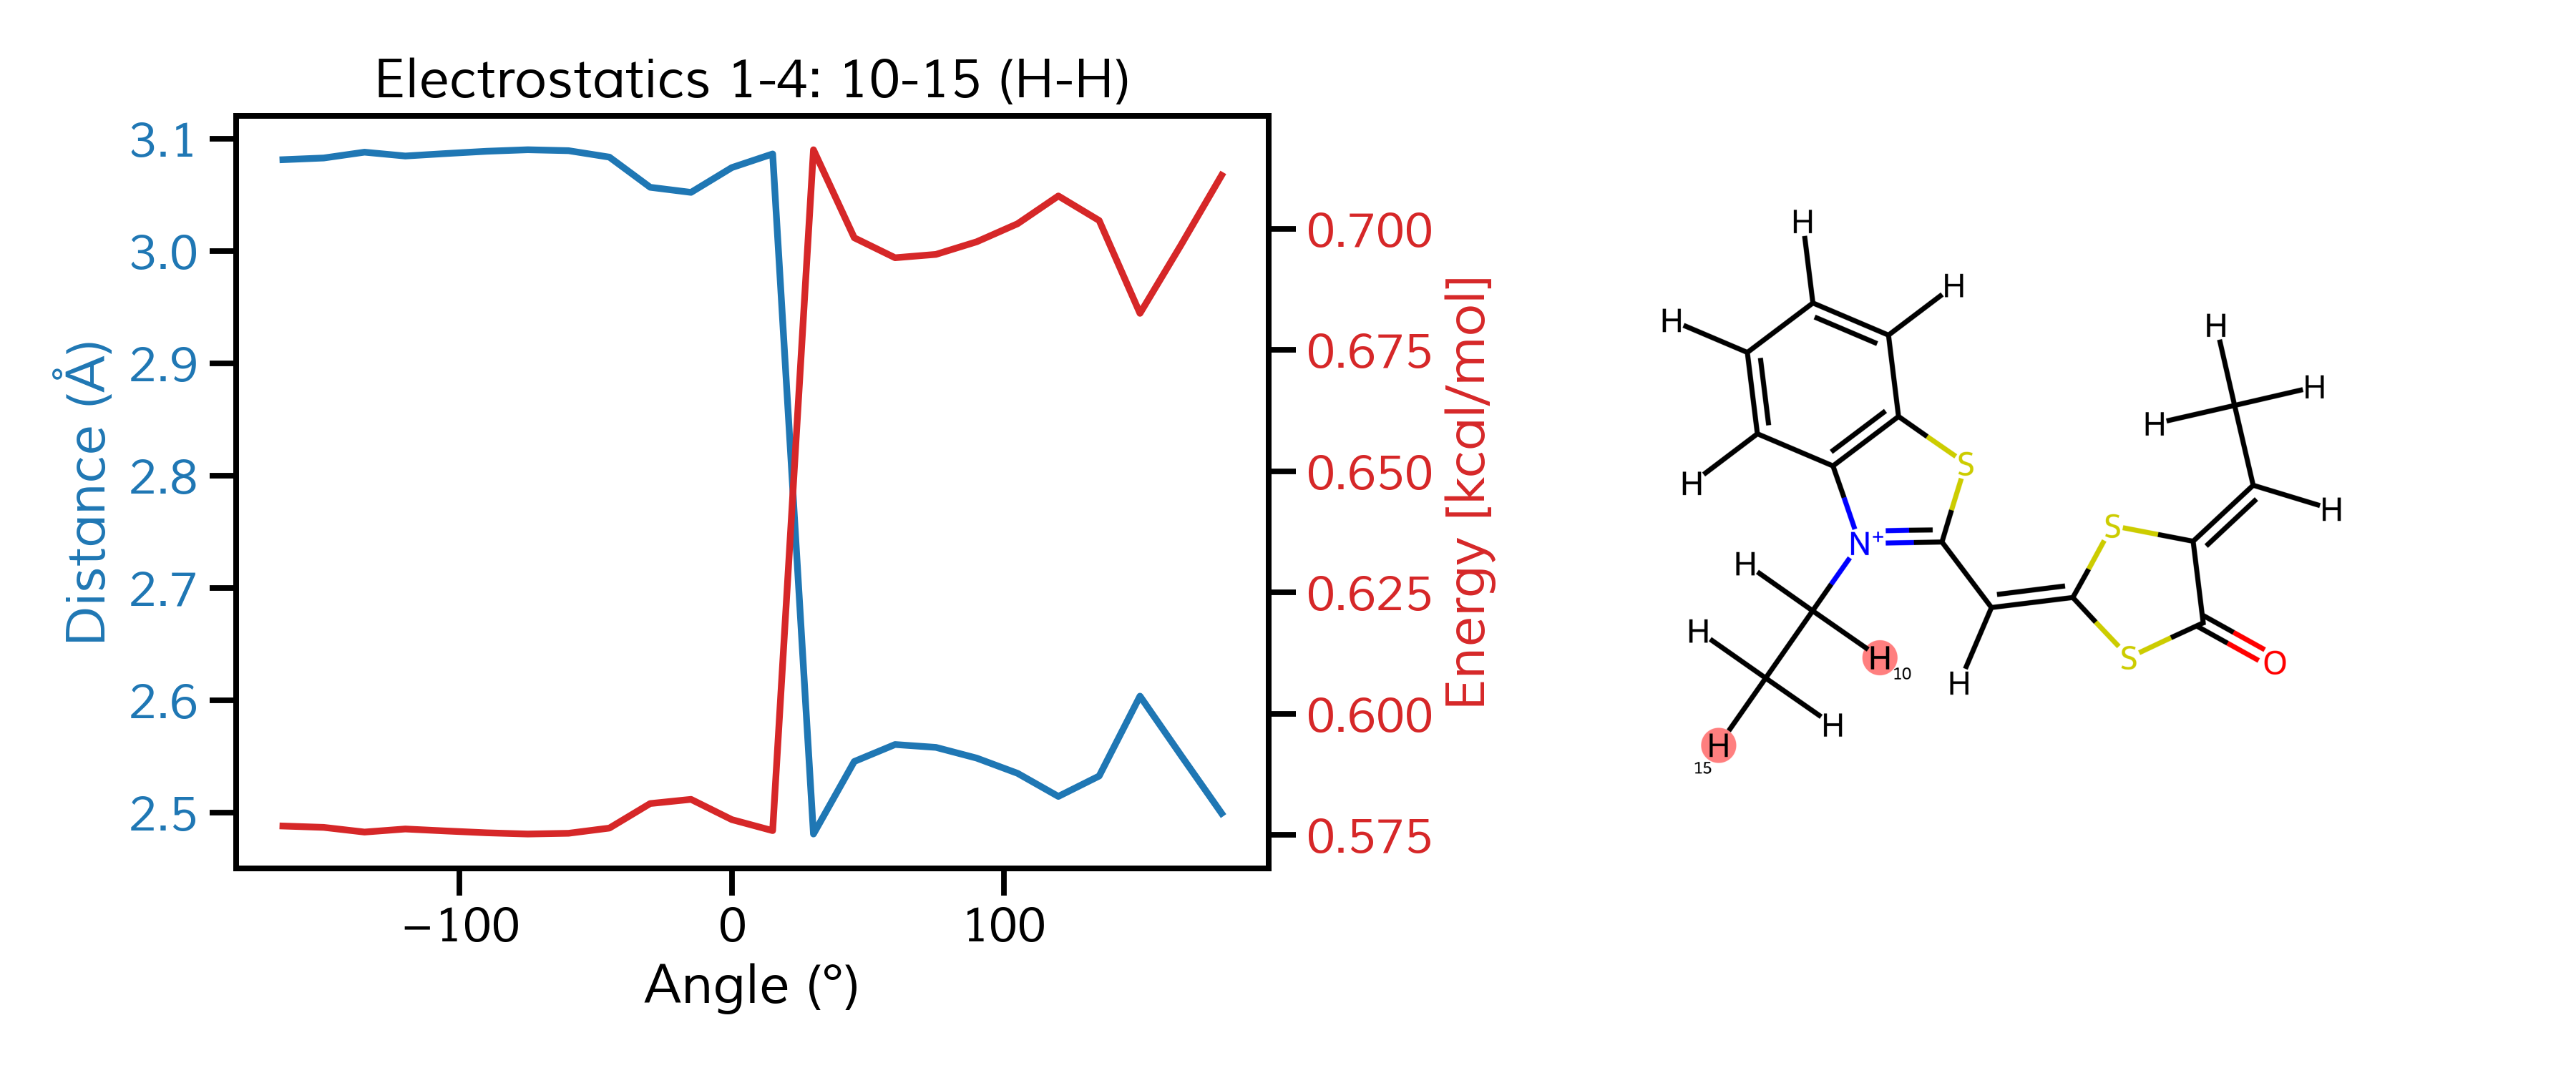 Electrostatics 1-4: 10-15 (H-H)
3.1
3.0
2.9
2.8
2.7
2.6
2.5
Distance (Å)
−100
0
100
Angle (°)
0.700
0.675
0.650
0.625
0.600
0.575
Energy [kcal/mol]
H
H
H
H
H
H
S
H
H
S
N+
H
H
H
10
S
O
H
H
H
15